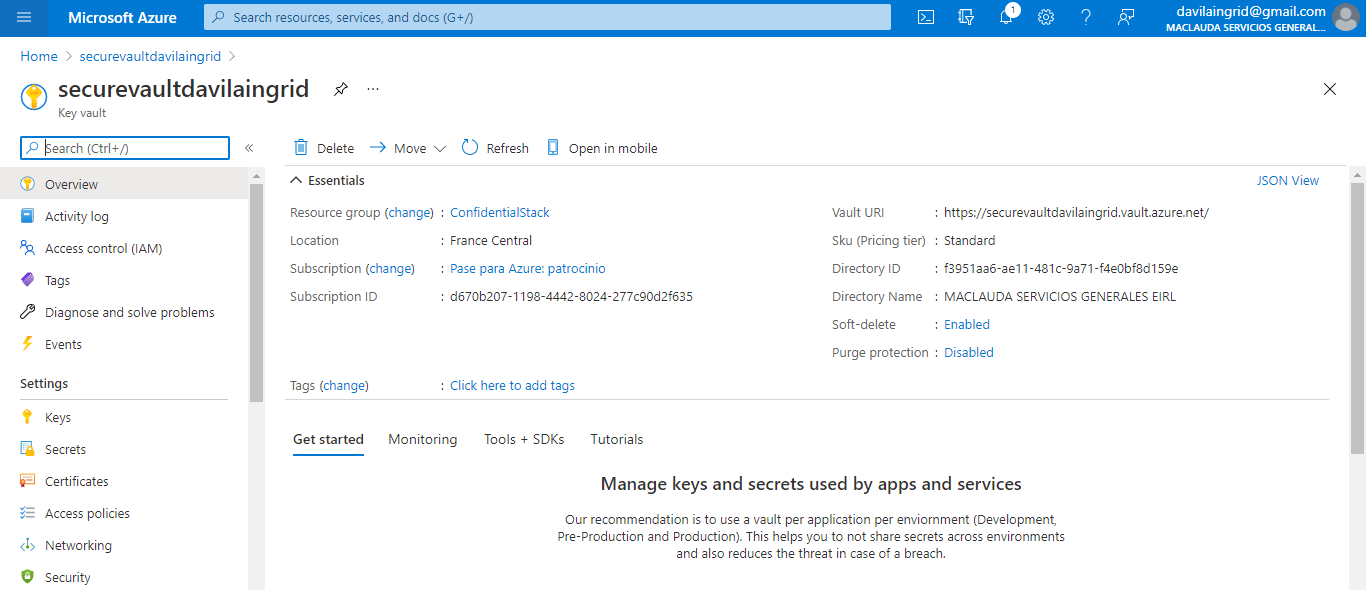 Microsoft Azure
Search resources, services, and docs (G+/)
1
davilaingrid@gmail.com
MACLAUDA SERVICIOS GENERAL...
Home > securevaultdavilaingrid >
securevaultdavilaingrid
...
Key vault
Search (Ctrl+/)
«
Delete
Move
Refresh
Open in mobile
Overview
Activity log
Access control (IAM)
Tags
Diagnose and solve problems
Events
Settings
Keys
Secrets
Certificates
Access policies
Networking
Security
Essentials
JSON View
Resource group (change) : ConfidentialStack
Location : France Central
Subscription (change) : Pase para Azure: patrocinio
Subscription ID : d670b207-1198-4442-8024-277c90d2f635
Vault URI : https://securevaultdavilaingrid.vault.azure.net/
Sku (Pricing tier) : Standard
Directory ID : f3951aa6-ae11-481c-9a71-f4e0bf8d159e
Directory Name : MACLAUDA SERVICIOS GENERALES EIRL
Soft-delete : Enabled
Purge protection : Disabled
Tags (change) : Click here to add tags
Get started
Monitoring
Tools + SDKs
Tutorials
Manage keys and secrets used by apps and services
Our recommendation is to use a vault per application per enviornment (Development,
Pre-Production and Production). This helps you to not share secrets across environments
and also reduces the threat in case of a breach.